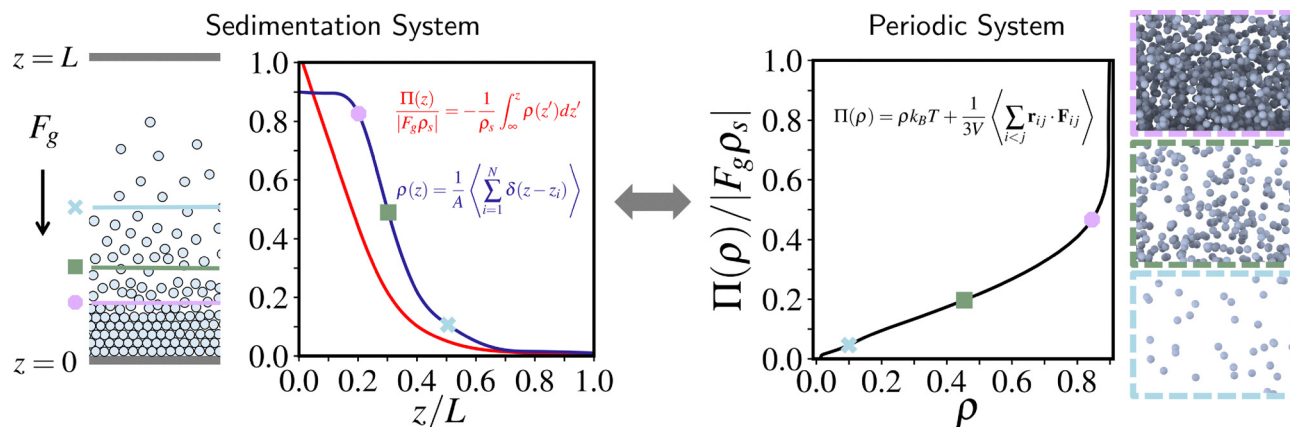 Sedimentation System
z = L
F_g
z = 0
1.0
0.8
0.6
0.4
0.2
0.0
Π(z) / |F_g ρ_s| = − 1/ρ_s ∫_∞^z ρ(z′)dz′
ρ(z) = 1/A ⟨ ∑_{i=1}^N δ(z−z_i) ⟩
0.0 0.2 0.4 0.6 0.8 1.0
z/L
Periodic System
Π(ρ)/|F_g ρ_s|
1.0
0.8
0.6
0.4
0.2
0.0
Π(ρ) = ρk_BT + 1/3V ⟨ ∑_{i<j} r_ij · F_ij ⟩
0.0 0.2 0.4 0.6 0.8
ρ